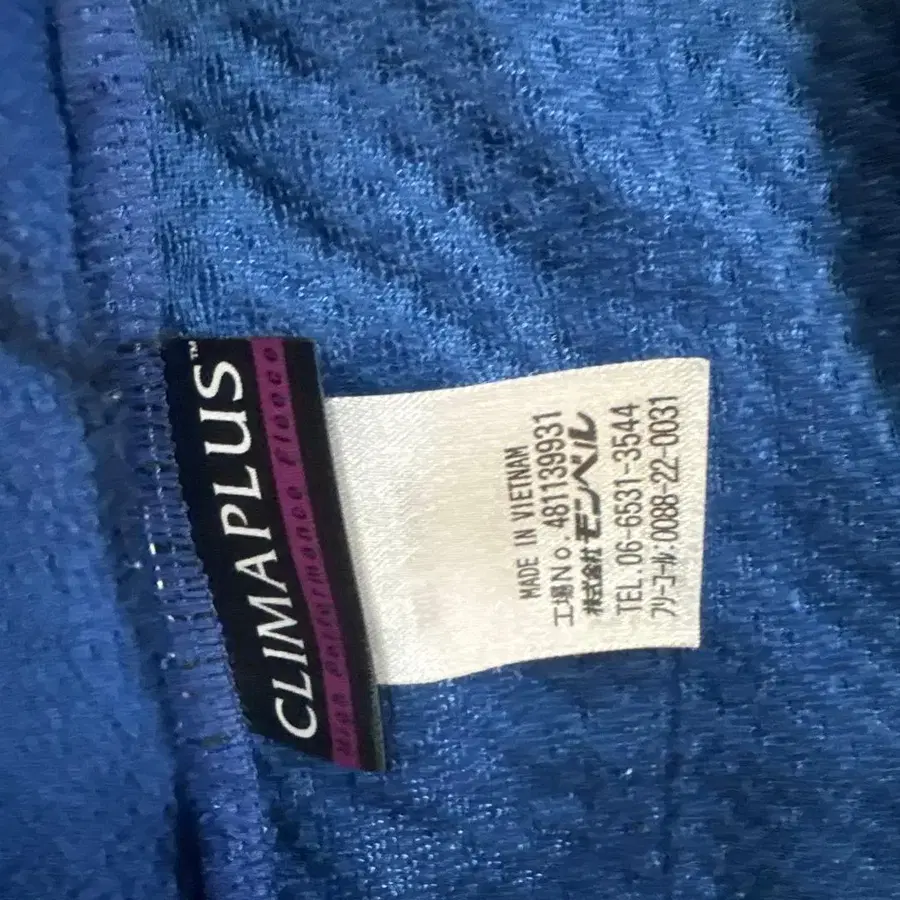 CLIMAPLUS™
High Performance Fleece
MADE IN VIETNAM
工場No. 481139931
株式会社 モンベル
TEL.06-6531-3544
フリーコール:0088-22-0031